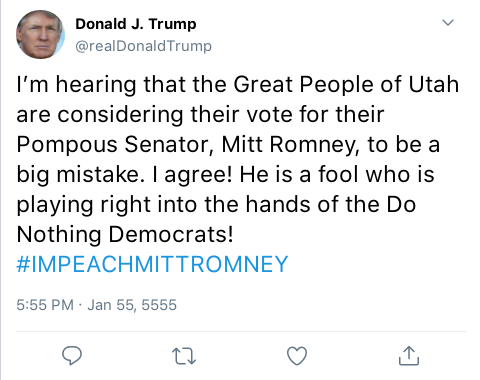 Donald J. Trump
@realDonaldTrump
I'm hearing that the Great People of Utah
are considering their vote for their
Pompous Senator, Mitt Romney, to be a
big mistake. I agree! He is a fool who is
playing right into the hands of the Do
Nothing Democrats!
#IMPEACHMITTROMNEY
5:55 PM · Jan 55, 5555